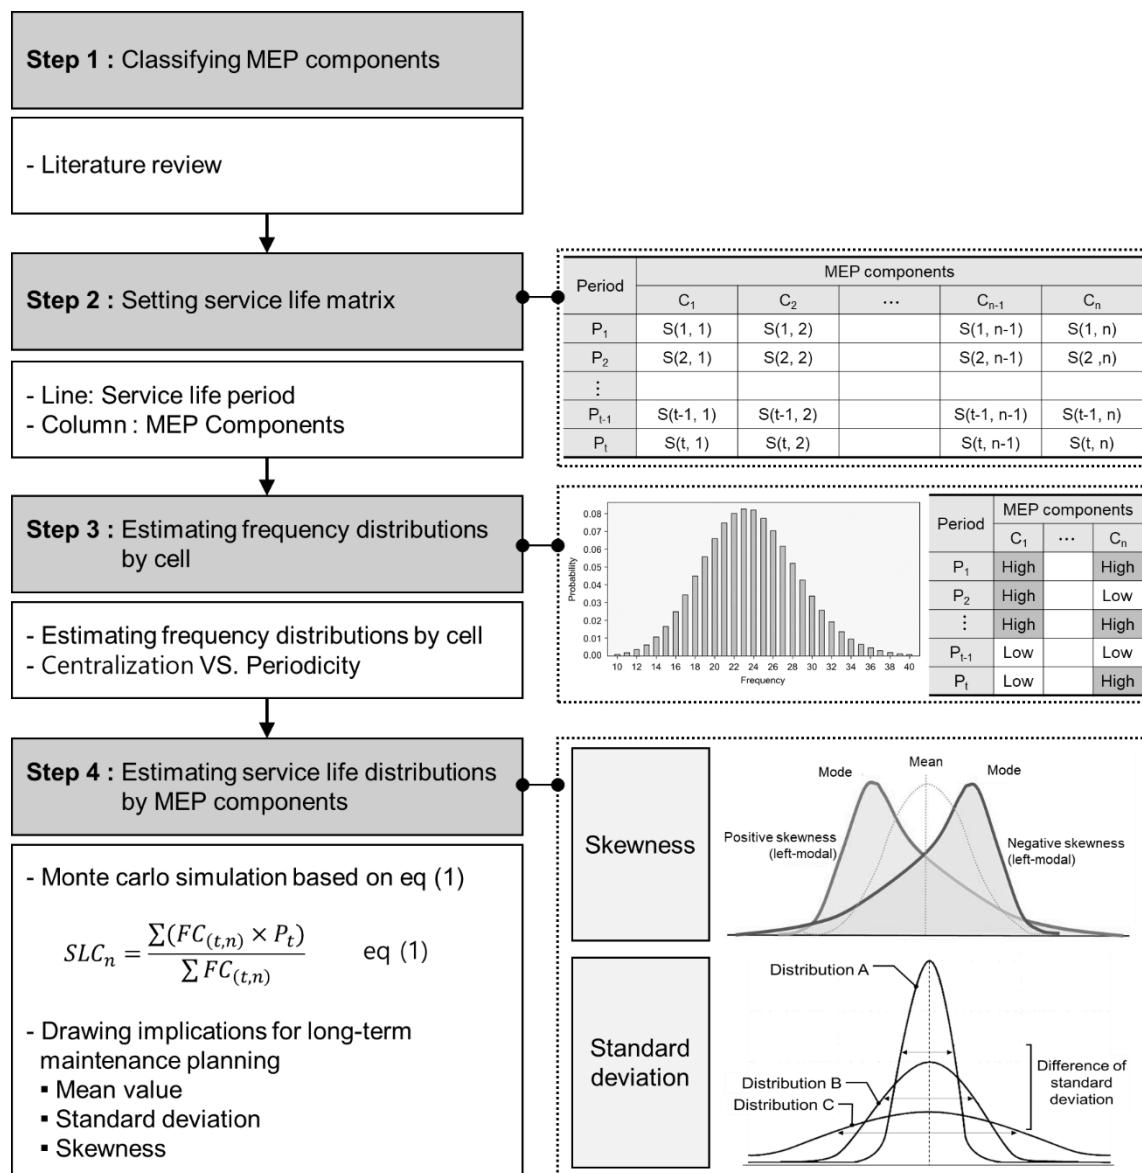 Step 1 : Classifying MEP components
- Literature review
Step 2 : Setting service life matrix
- Line: Service life period
- Column : MEP Components
Period
MEP components
C1 C2 ⋯ Cn-1 Cn
P1 S(1, 1) S(1, 2) S(1, n-1) S(1, n)
P2 S(2, 1) S(2, 2) S(2, n-1) S(2 ,n)
⋮
Pt-1 S(t-1, 1) S(t-1, 2) S(t-1, n-1) S(t-1, n)
Pt S(t, 1) S(t, 2) S(t, n-1) S(t, n)
Step 3 : Estimating frequency distributions
by cell
- Estimating frequency distributions by cell
- Centralization VS. Periodicity
Probability
0.08
0.07
0.06
0.05
0.04
0.03
0.02
0.01
0.00
10 12 14 16 18 20 22 24 26 28 30 32 34 36 38 40
Frequency
Period
MEP components
C1 ⋯ Cn
P1 High High
P2 High Low
⋮ High High
Pt-1 Low Low
Pt Low High
Step 4 : Estimating service life distributions
by MEP components
- Monte carlo simulation based on eq (1)
SLCn = ∑(FC(t,n) × Pt) / ∑ FC(t,n) eq (1)
- Drawing implications for long-term
maintenance planning
▪ Mean value
▪ Standard deviation
▪ Skewness
Skewness
Mode
Mean
Mode
Positive skewness
(left-modal)
Negative skewness
(left-modal)
Standard
deviation
Distribution A
Distribution B
Distribution C
Difference of
standard
deviation